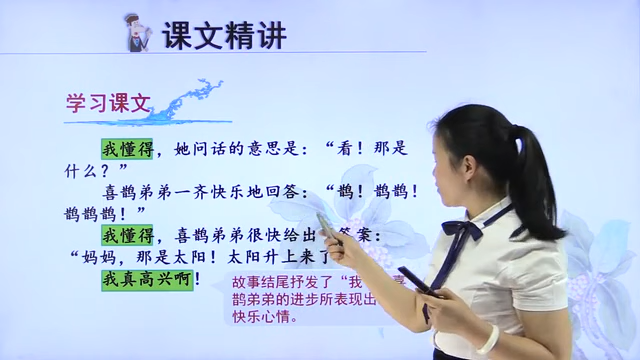 课文精讲
学习课文
我懂得，她问话的意思是：“看！那是
什么？”
喜鹊弟弟一齐快乐地回答：“鹊！鹊鹊！
鹊鹊鹊！”
我懂得，喜鹊弟弟很快给出 答案：
“妈妈，那是太阳！太阳升上来了
我真高兴啊！
故事结尾抒发了“我 喜
鹊弟弟的进步所表现出
快乐心情。